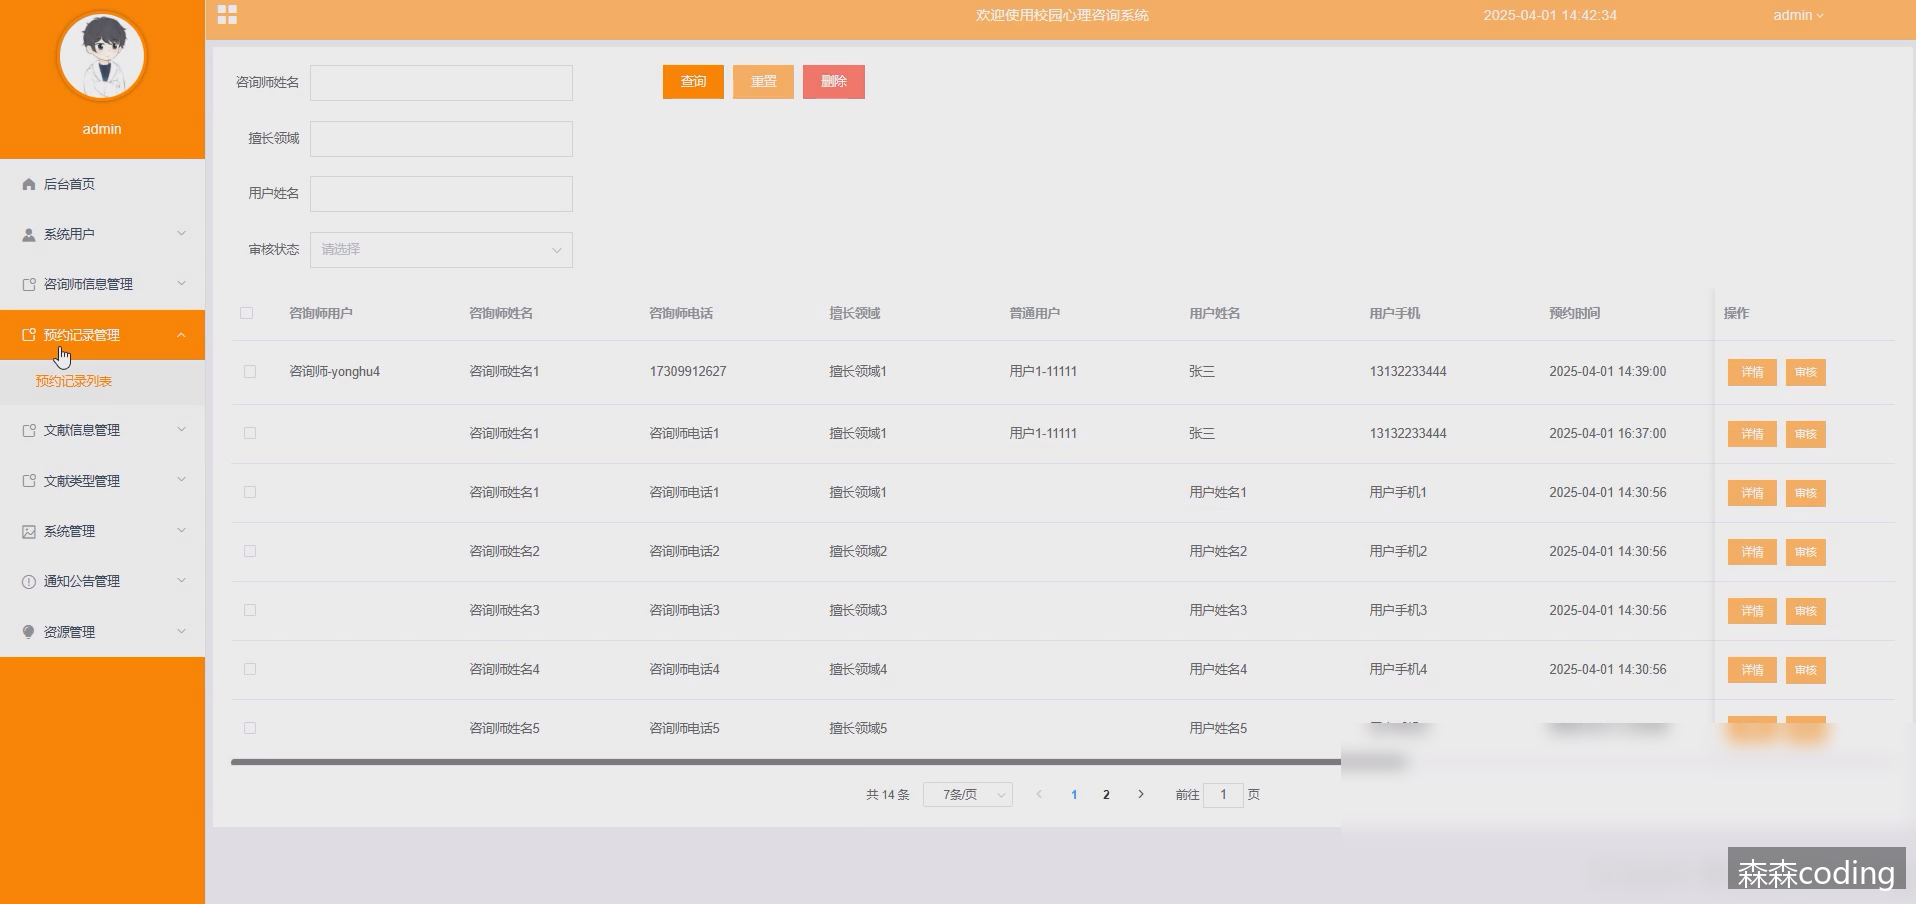 欢迎使用校园心理咨询系统
2025-04-01 14:42:34
admin
admin
后台首页
系统用户
咨询师信息管理
预约记录管理
预约记录列表
文献信息管理
文献类型管理
系统管理
通知公告管理
资源管理
咨询师姓名
查询 重置 删除
擅长领域
用户姓名
审核状态 请选择
咨询师用户 咨询师姓名 咨询师电话 擅长领域 普通用户 用户姓名 用户手机 预约时间 操作
咨询师-yonghu4 咨询师姓名1 17309912627 擅长领域1 用户1-11111 张三 13132233444 2025-04-01 14:39:00 详情 审核
咨询师姓名1 咨询师电话1 擅长领域1 用户1-11111 张三 13132233444 2025-04-01 16:37:00 详情 审核
咨询师姓名1 咨询师电话1 擅长领域1 用户姓名1 用户手机1 2025-04-01 14:30:56 详情 审核
咨询师姓名2 咨询师电话2 擅长领域2 用户姓名2 用户手机2 2025-04-01 14:30:56 详情 审核
咨询师姓名3 咨询师电话3 擅长领域3 用户姓名3 用户手机3 2025-04-01 14:30:56 详情 审核
咨询师姓名4 咨询师电话4 擅长领域4 用户姓名4 用户手机4 2025-04-01 14:30:56 详情 审核
咨询师姓名5 咨询师电话5 擅长领域5 用户姓名5
共 14 条 7条/页 1 2 前往 1 页
森森coding